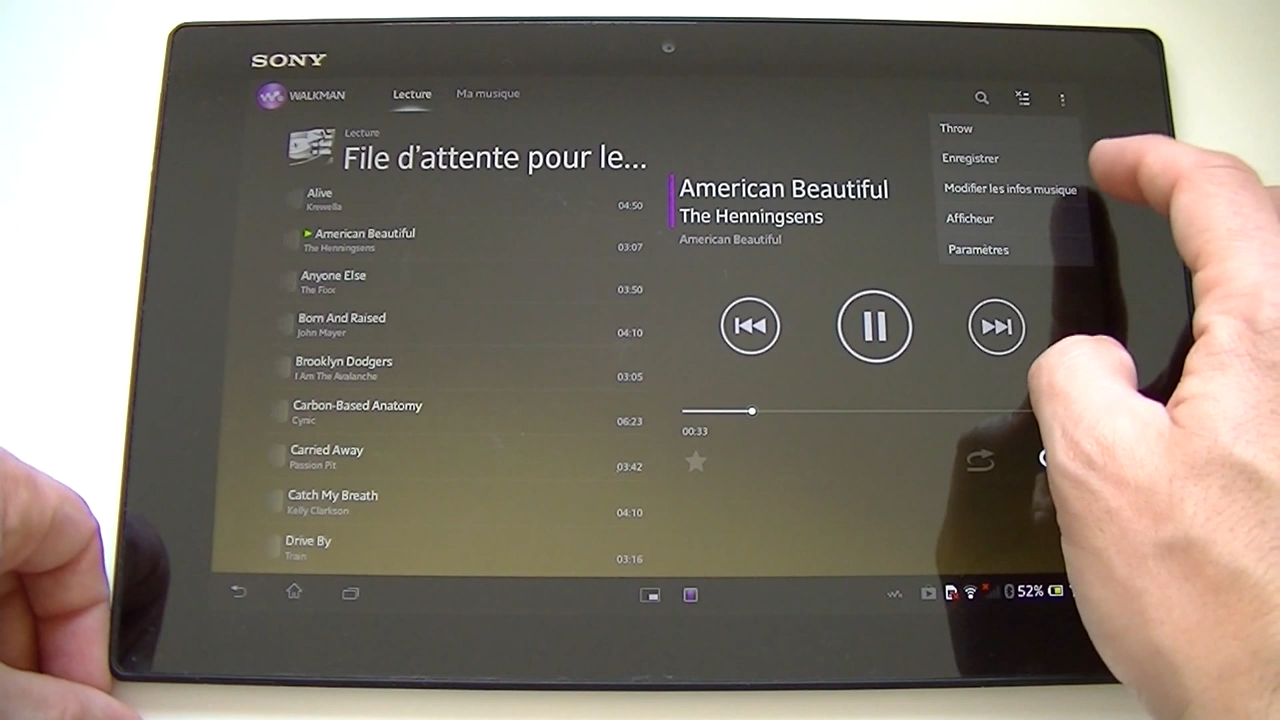 SONY
WALKMAN
Lecture
Ma musique
Lecture
File d'attente pour le...
Alive
Krewella
04:50
American Beautiful
The Henningsens
03:07
Anyone Else
The Foor
03:50
Born And Raised
John Mayer
04:10
Brooklyn Dodgers
I Am The Avalanche
03:05
Carbon-Based Anatomy
Cynic
06:23
Carried Away
Passion Pit
03:42
Catch My Breath
Kelly Clarkson
04:10
Drive By
Train
03:16
American Beautiful
The Henningsens
American Beautiful
00:33
Throw
Enregistrer
Modifier les infos musique
Afficheur
Paramètres
52%